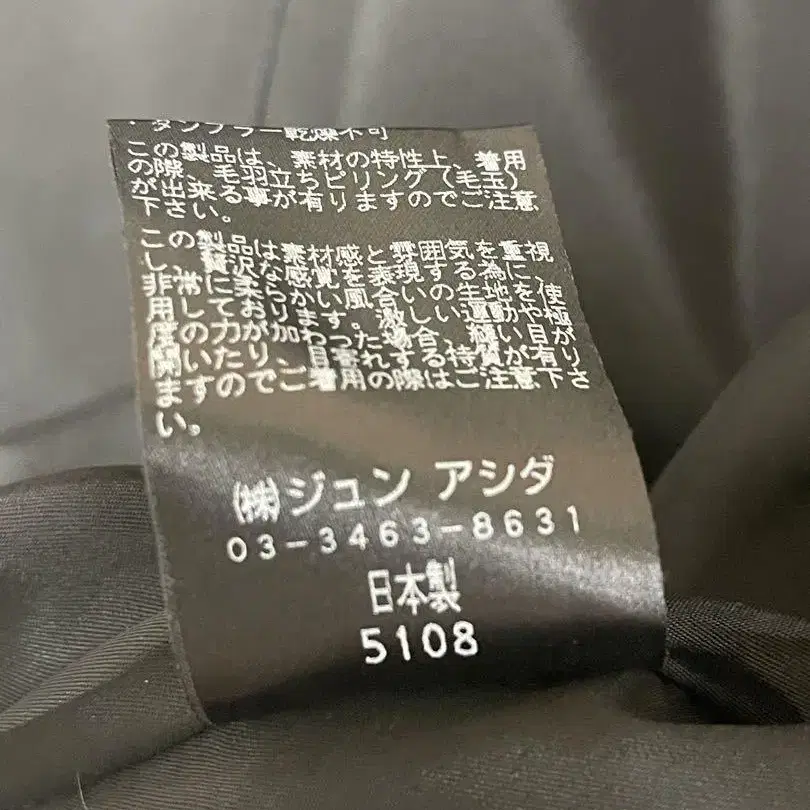 ・タンブラー乾燥不可
この製品は、素材の特性上、着用
の際、毛羽立ちピリング(毛玉)
が出来る事が有りますのでご注意
下さい。
この製品は素材感と雰囲気を重視
し、贅沢な感覚を表現する為に、
非常に柔らかい風合いの生地を使
用しております。激しい運動や極
度の力が加わった場合、縫い目が
開いたり、目寄れする特質が有り
ますのでご着用の際はご注意下さ
い。
(株)ジュン アシダ
03-3463-8631
日本製
5108